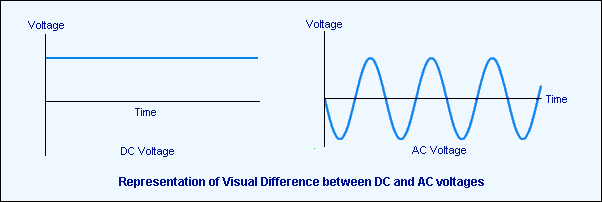 Voltage
Time
DC Voltage
Voltage
Time
AC Voltage
Representation of Visual Difference between DC and AC voltages